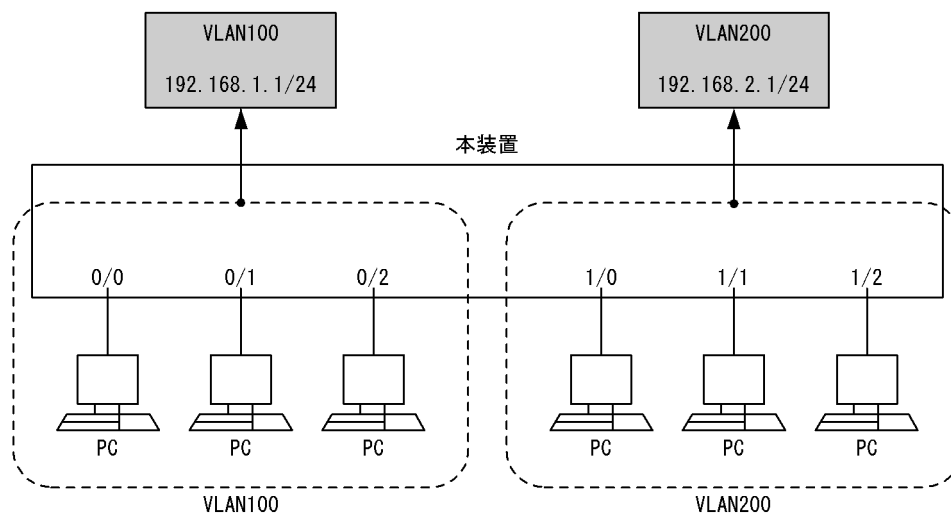 VLAN100
192.168.1.1/24
VLAN200
192.168.2.1/24
本装置
0/0
0/1
0/2
1/0
1/1
1/2
PC
PC
PC
PC
PC
PC
VLAN100
VLAN200